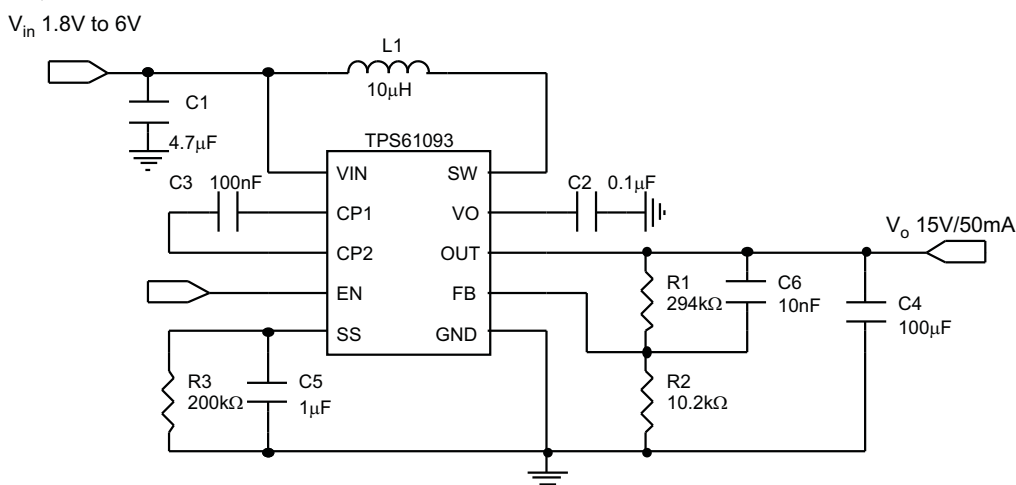 V_in 1.8V to 6V
L1
10μH
C1
4.7μF
TPS61093
C3 100nF
VIN
SW
C2 0.1μF
CP1
VO
V_o 15V/50mA
CP2
OUT
EN
FB
R1
294kΩ
C6
10nF
C4
100μF
SS
GND
R3
200kΩ
C5
1μF
R2
10.2kΩ